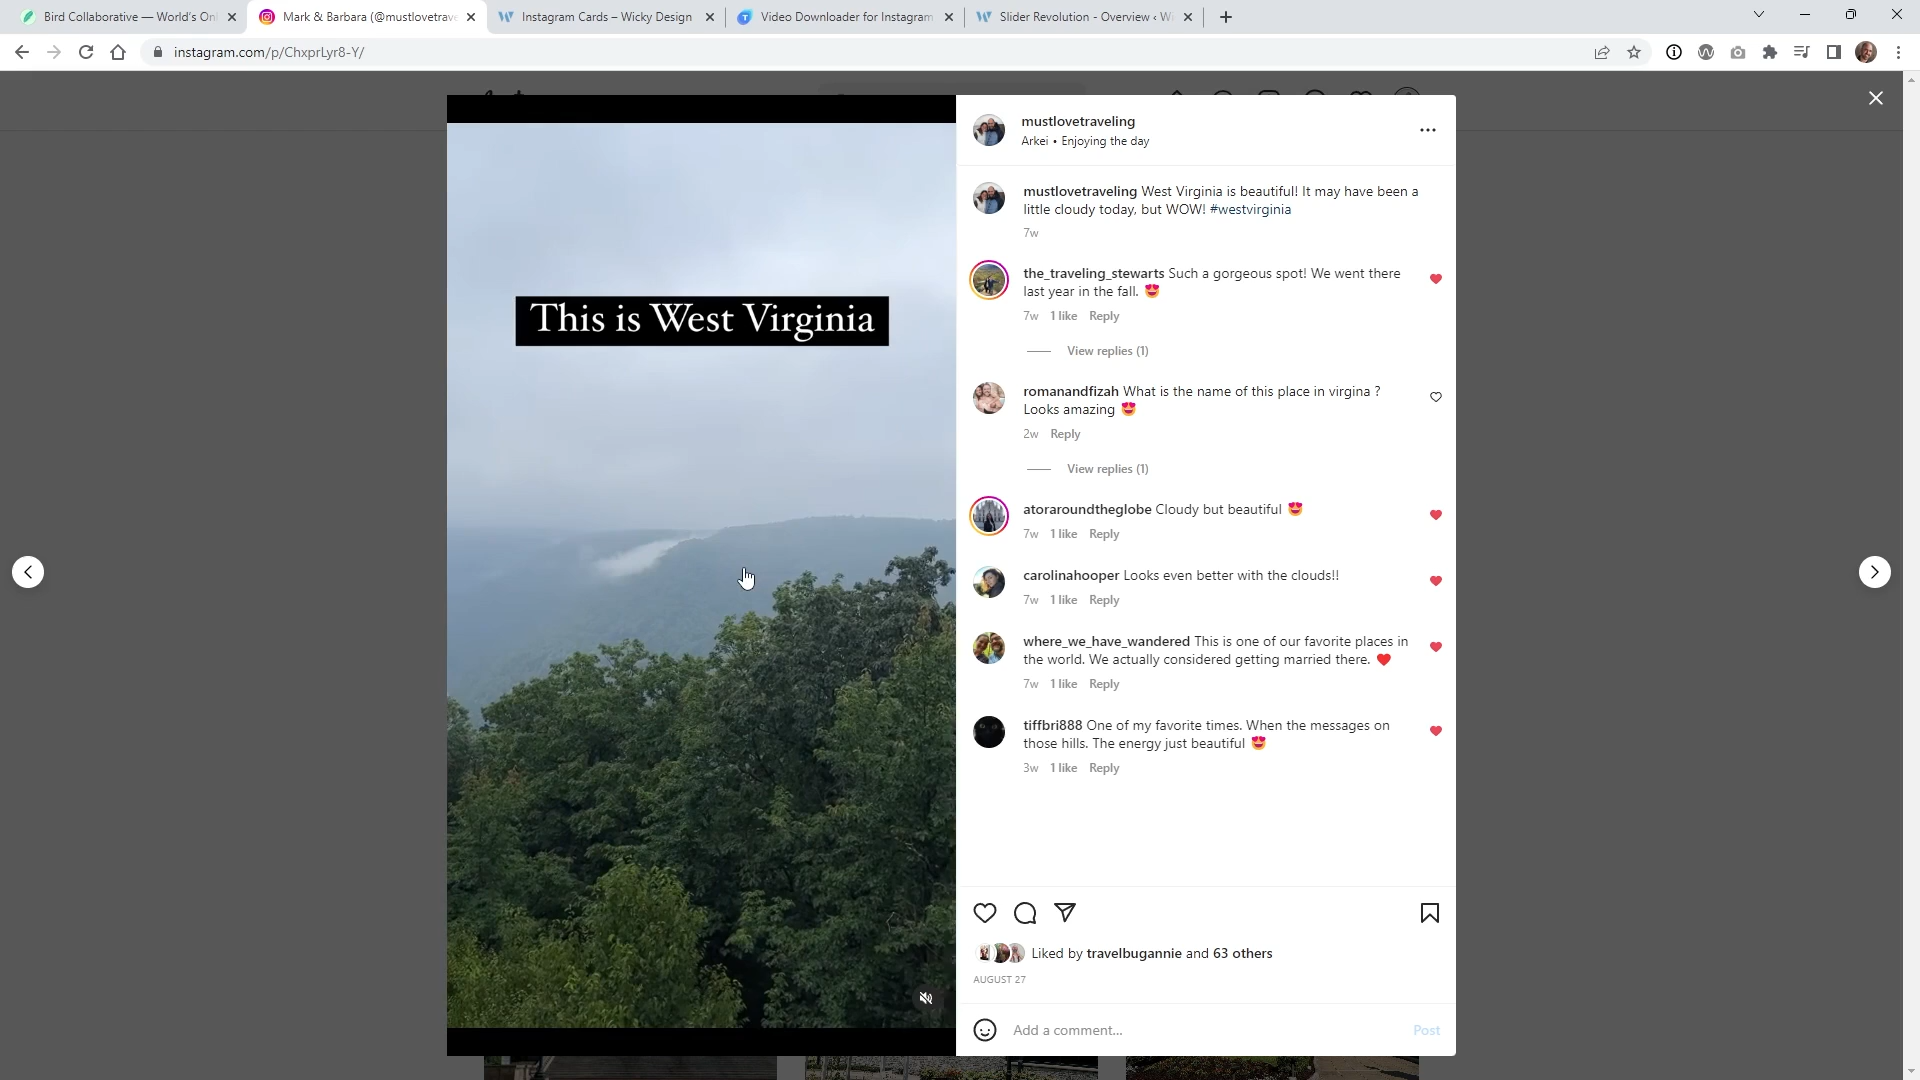 Bird Collaborative — World's Onl
Mark & Barbara (@mustlovetrave
Instagram Cards – Wicky Design
Video Downloader for Instagram
Slider Revolution - Overview ‹ Wi
instagram.com/p/ChxprLyr8-Y/
This is West Virginia
mustlovetraveling
Arkei • Enjoying the day
mustlovetraveling West Virginia is beautiful! It may have been a
little cloudy today, but WOW! #westvirginia
7w
the_traveling_stewarts Such a gorgeous spot! We went there
last year in the fall. 😍
7w 1 like Reply
View replies (1)
romanandfizah What is the name of this place in virgina ?
Looks amazing 😍
2w Reply
View replies (1)
atoraroundtheglobe Cloudy but beautiful 😍
7w 1 like Reply
carolinahooper Looks even better with the clouds!!
7w 1 like Reply
where_we_have_wandered This is one of our favorite places in
the world. We actually considered getting married there. ❤️
7w 1 like Reply
tiffbri888 One of my favorite times. When the messages on
those hills. The energy just beautiful 😍
3w 1 like Reply
Liked by travelbugannie and 63 others
AUGUST 27
Add a comment...
Post